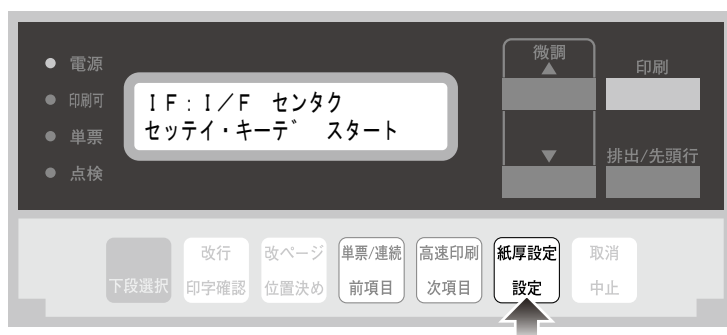 電源
印刷可
単票
点検
IF:I/F センタク
セッテイ・キーデ゛ スタート
微調
▲
▼
印刷
排出/先頭行
下段選択
改行
印字確認
改ページ
位置決め
単票/連続
前項目
高速印刷
次項目
紙厚設定
設定
取消
中止